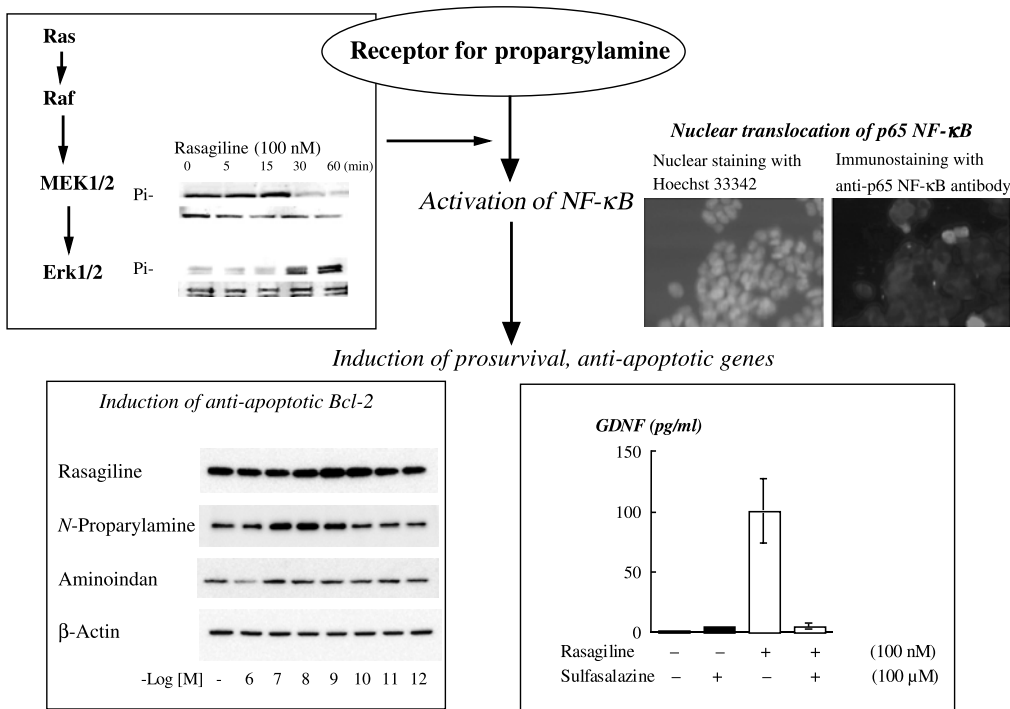 Receptor for propargylamine
Ras
Raf
MEK1/2
Erk1/2
Rasagiline (100 nM)
0 5 15 30 60 (min)
Pi-
Pi-
Activation of NF-κB
Nuclear translocation of p65 NF-κB
Nuclear staining with
Hoechst 33342
Immunostaining with
anti-p65 NF-κB antibody
Induction of prosurvival, anti-apoptotic genes
Induction of anti-apoptotic Bcl-2
Rasagiline
N-Proparylamine
Aminoindan
β-Actin
-Log [M] - 6 7 8 9 10 11 12
GDNF (pg/ml)
150
100
50
0
Rasagiline – – + + (100 nM)
Sulfasalazine – + – + (100 µM)